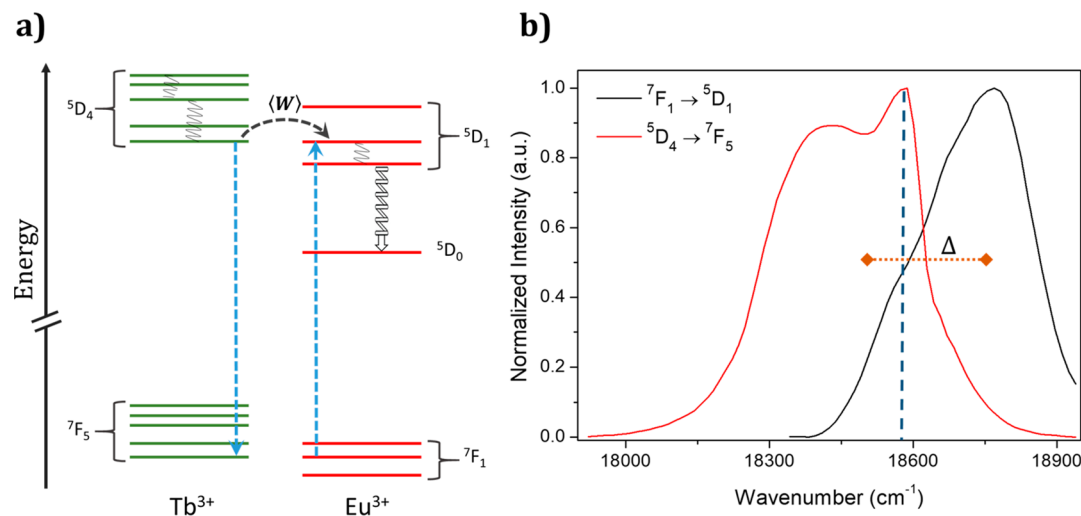 a)
Energy
⁵D₄
⟨W⟩
⁵D₁
⁵D₀
⁷F₅
⁷F₁
Tb³⁺
Eu³⁺
b)
Normalized Intensity (a.u.)
1.0
0.8
0.6
0.4
0.2
0.0
⁷F₁ → ⁵D₁
⁵D₄ → ⁷F₅
Δ
18000
18300
18600
18900
Wavenumber (cm⁻¹)